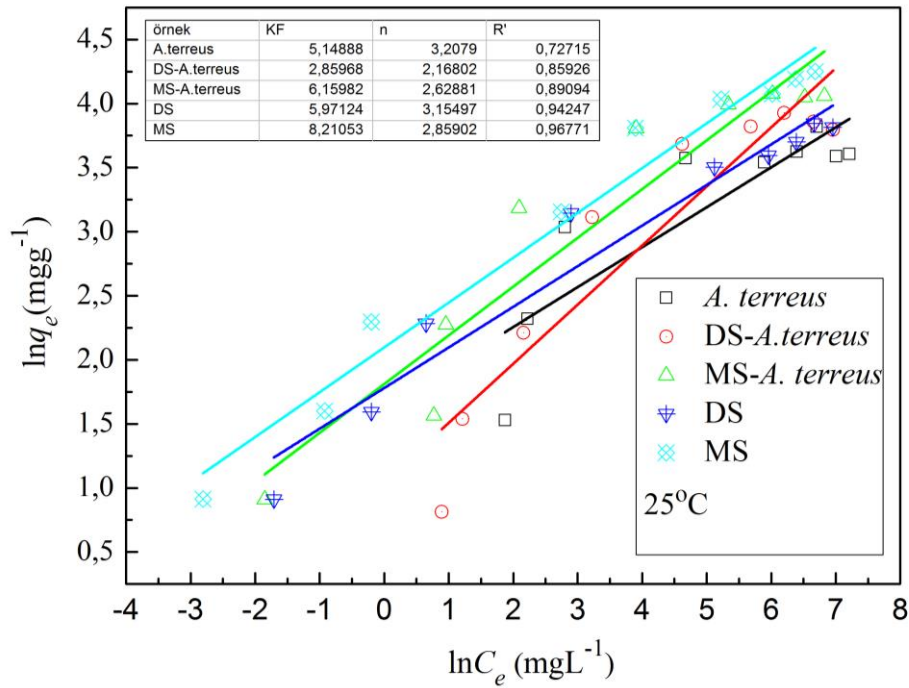 örnek KF n R'
A.terreus 5,14888 3,2079 0,72715
DS-A.terreus 2,85968 2,16802 0,85926
MS-A.terreus 6,15982 2,62881 0,89094
DS 5,97124 3,15497 0,94247
MS 8,21053 2,85902 0,96771
4,5
4,0
3,5
3,0
2,5
2,0
1,5
1,0
0,5
lnqe(mgg-1)
A. terreus
DS-A.terreus
MS-A. terreus
DS
MS
25°C
-4 -3 -2 -1 0 1 2 3 4 5 6 7 8
lnCe (mgL-1)